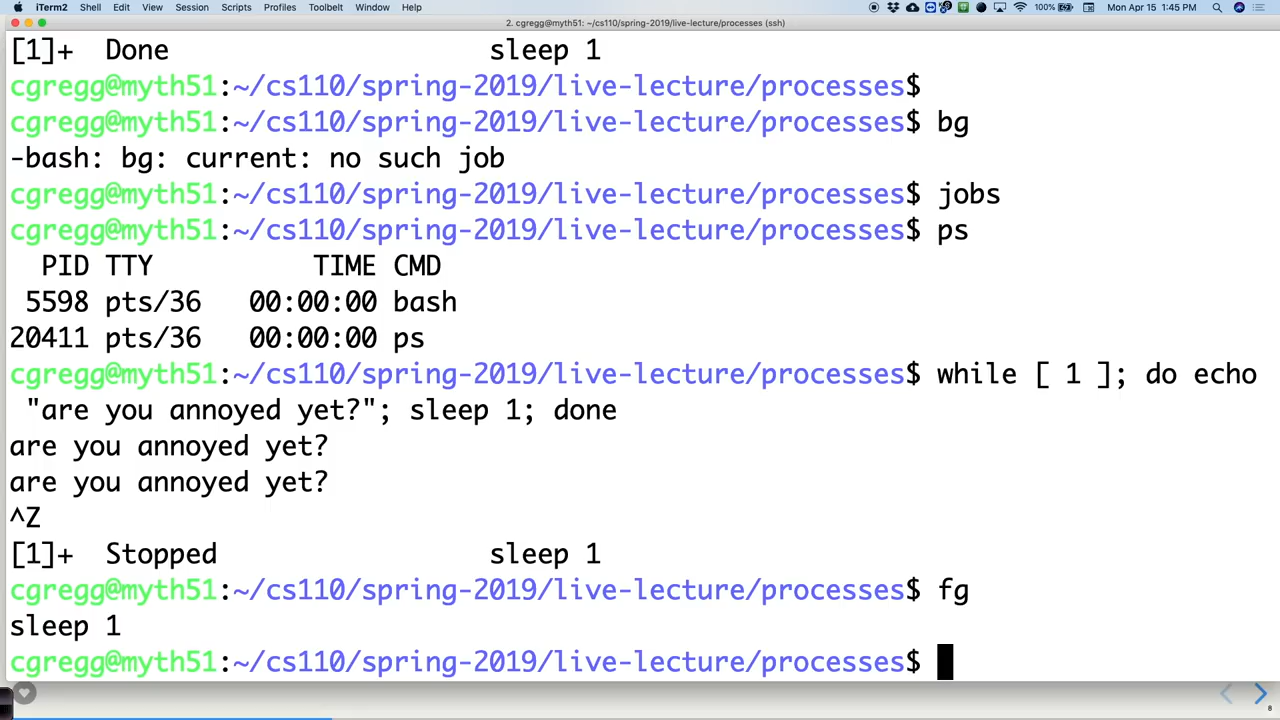 iTerm2 Shell Edit View Session Scripts Profiles Toolbelt Window Help 100% Mon Apr 15 1:45 PM
2. cgregg@myth51: ~/cs110/spring-2019/live-lecture/processes (ssh)
[1]+ Done sleep 1
cgregg@myth51:~/cs110/spring-2019/live-lecture/processes$
cgregg@myth51:~/cs110/spring-2019/live-lecture/processes$ bg
-bash: bg: current: no such job
cgregg@myth51:~/cs110/spring-2019/live-lecture/processes$ jobs
cgregg@myth51:~/cs110/spring-2019/live-lecture/processes$ ps
PID TTY TIME CMD
5598 pts/36 00:00:00 bash
20411 pts/36 00:00:00 ps
cgregg@myth51:~/cs110/spring-2019/live-lecture/processes$ while [ 1 ]; do echo
"are you annoyed yet?"; sleep 1; done
are you annoyed yet?
are you annoyed yet?
^Z
[1]+ Stopped sleep 1
cgregg@myth51:~/cs110/spring-2019/live-lecture/processes$ fg
sleep 1
cgregg@myth51:~/cs110/spring-2019/live-lecture/processes$
8